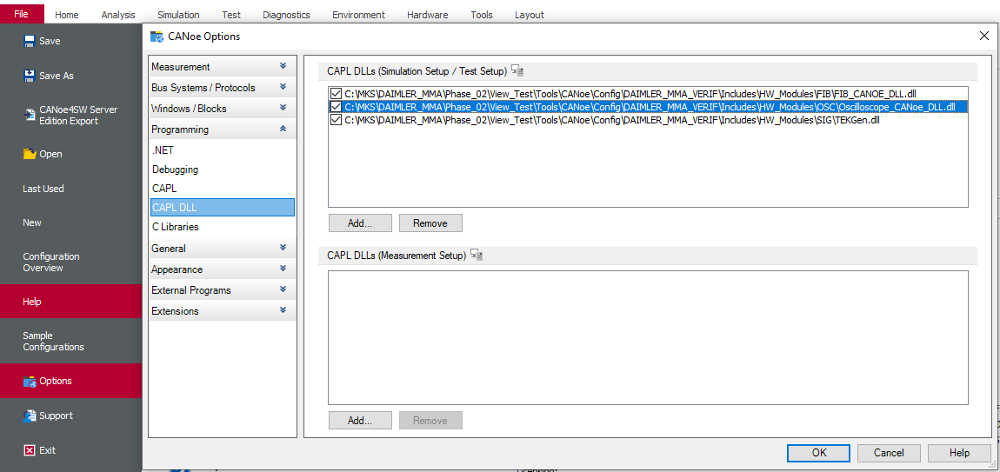 File
Home
Analysis
Simulation
Test
Diagnostics
Environment
Hardware
Tools
Layout
Save
Save As
CANoe4SW Server
Edition Export
Open
Last Used
New
Configuration
Overview
Help
Sample
Configurations
Options
Support
Exit
CANoe Options
Measurement
Bus Systems / Protocols
Windows / Blocks
Programming
.NET
Debugging
CAPL
CAPL DLL
C Libraries
General
Appearance
External Programs
Extensions
CAPL DLLs (Simulation Setup / Test Setup)
C:\MKS\DAIMLER_MMA\Phase_02\View_Test\Tools\CANoe\Config\DAIMLER_MMA_VERIF\Includes\HW_Modules\FIB\FIB_CANOE_DLL.dll
C:\MKS\DAIMLER_MMA\Phase_02\View_Test\Tools\CANoe\Config\DAIMLER_MMA_VERIF\Includes\HW_Modules\OSC\Oscilloscope_CANoe_DLL.dll
C:\MKS\DAIMLER_MMA\Phase_02\View_Test\Tools\CANoe\Config\DAIMLER_MMA_VERIF\Includes\HW_Modules\SIG\TEKGen.dll
Add...
Remove
CAPL DLLs (Measurement Setup)
Add...
Remove
OK
Cancel
Help